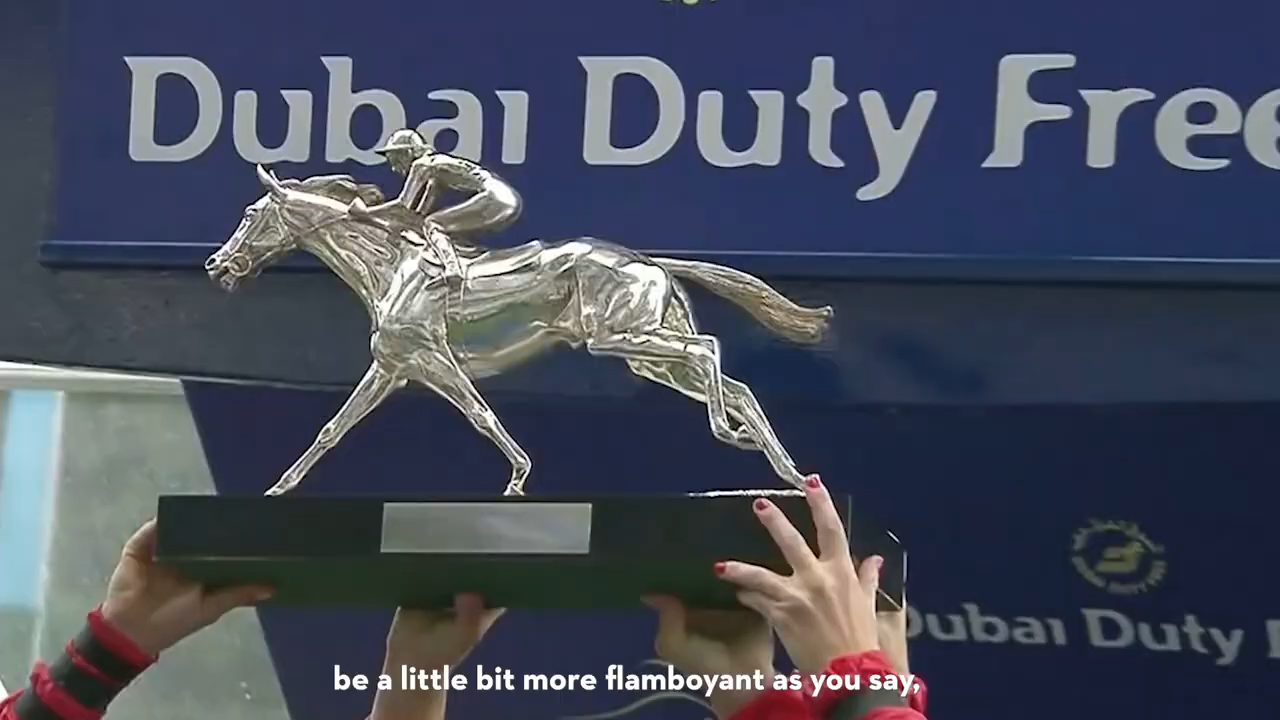 Dubai Duty Free
Dubai Duty
be a little bit more flamboyant as you say,